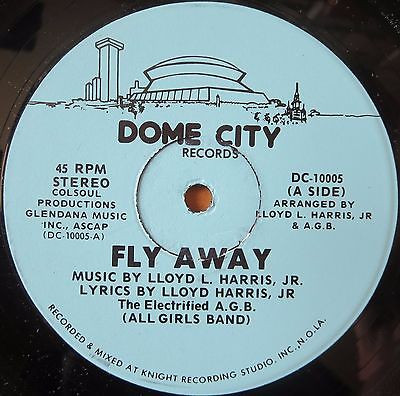 DOME CITY
RECORDS
45 RPM
STEREO
COLSOUL
PRODUCTIONS
GLENDANA MUSIC
INC., ASCAP
(DC-10005-A)
DC-10005
(A SIDE)
ARRANGED BY
LLOYD L. HARRIS, JR
& A.G.B.
FLY AWAY
MUSIC BY LLOYD L. HARRIS, JR.
LYRICS BY LLOYD HARRIS, JR
The Electrified A.G.B.
(ALL GIRLS BAND)
RECORDED & MIXED AT KNIGHT RECORDING STUDIO, INC., N.O. LA.